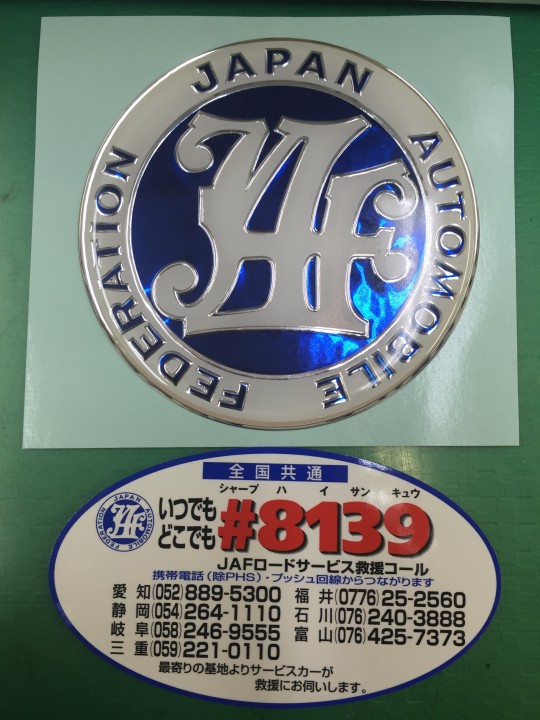 JAPAN AUTOMOBILE FEDERATION
JAF
全国共通
シャープ ハイ サンキュウ
いつでも
どこでも
#8139
JAPAN AUTOMOBILE FEDERATION
JAF
JAFロードサービス救援コール
携帯電話(除PHS)・プッシュ回線からつながります
愛 知(052)889-5300 福 井(0776)25-2560
静 岡(054)264-1110 石 川(076)240-3888
岐 阜(058)246-9555 富 山(076)425-7373
三 重(059)221-0110
最寄りの基地よりサービスカーが
救援にお伺いします。